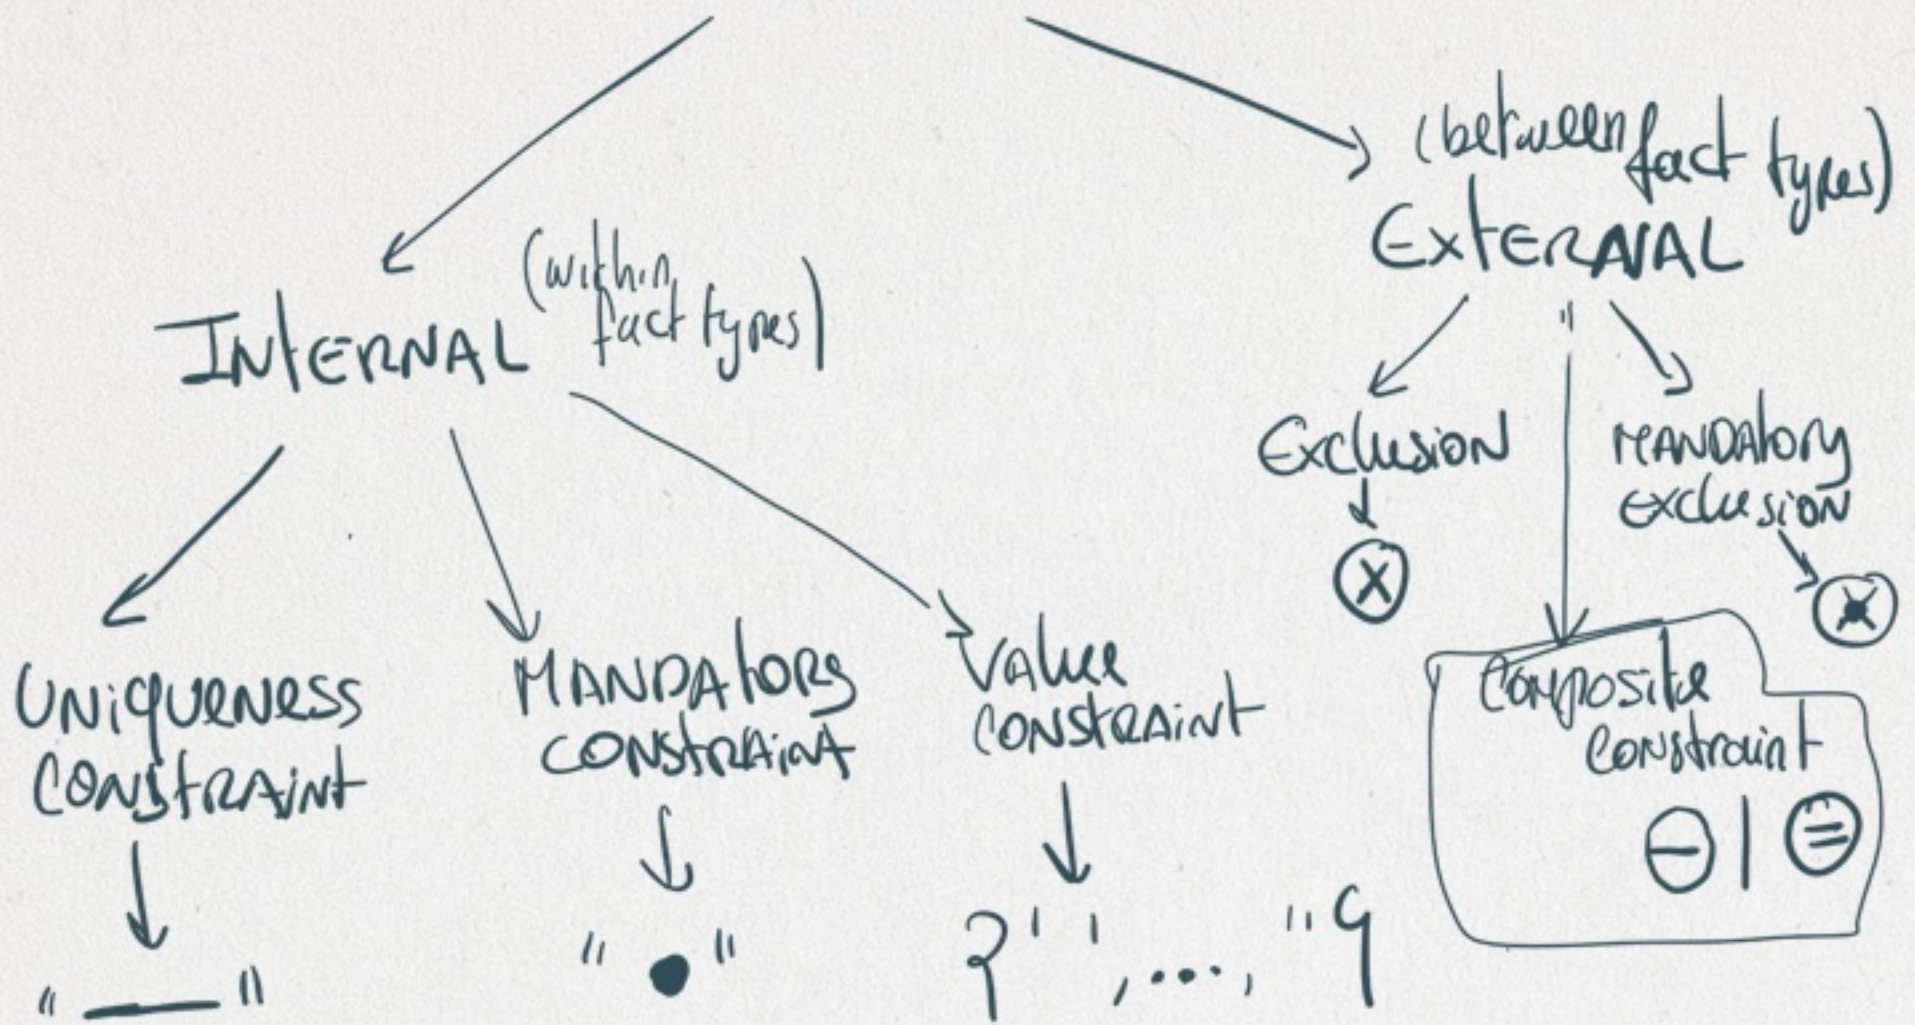 (between fact types)
EXTERNAL
(within
fact types)
INTERNAL
"
Exclusion
MANDATORY
EXCLUSION
X
X
UNIQUENESS
CONSTRAINT
MANDATORY
CONSTRAINT
VALUE
CONSTRAINT
Composite
Constraint
— | =
" — "
" • "
{ ' ' , ..., " }